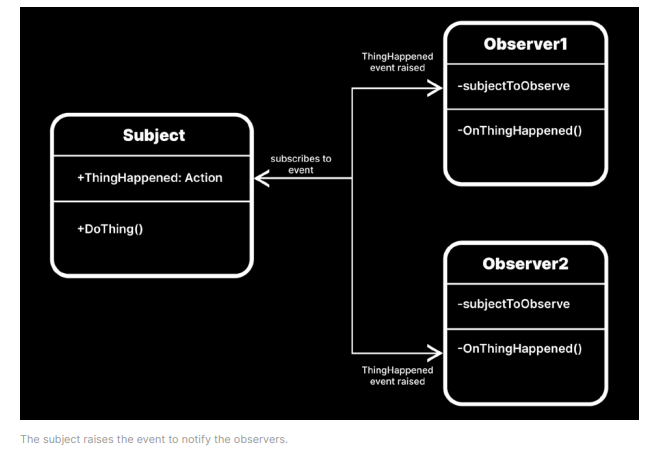 Subject
+ThingHappened: Action
+DoThing()
subscribes to
event
ThingHappened
event raised
Observer1
-subjectToObserve
-OnThingHappened()
Observer2
-subjectToObserve
-OnThingHappened()
ThingHappened
event raised
The subject raises the event to notify the observers.